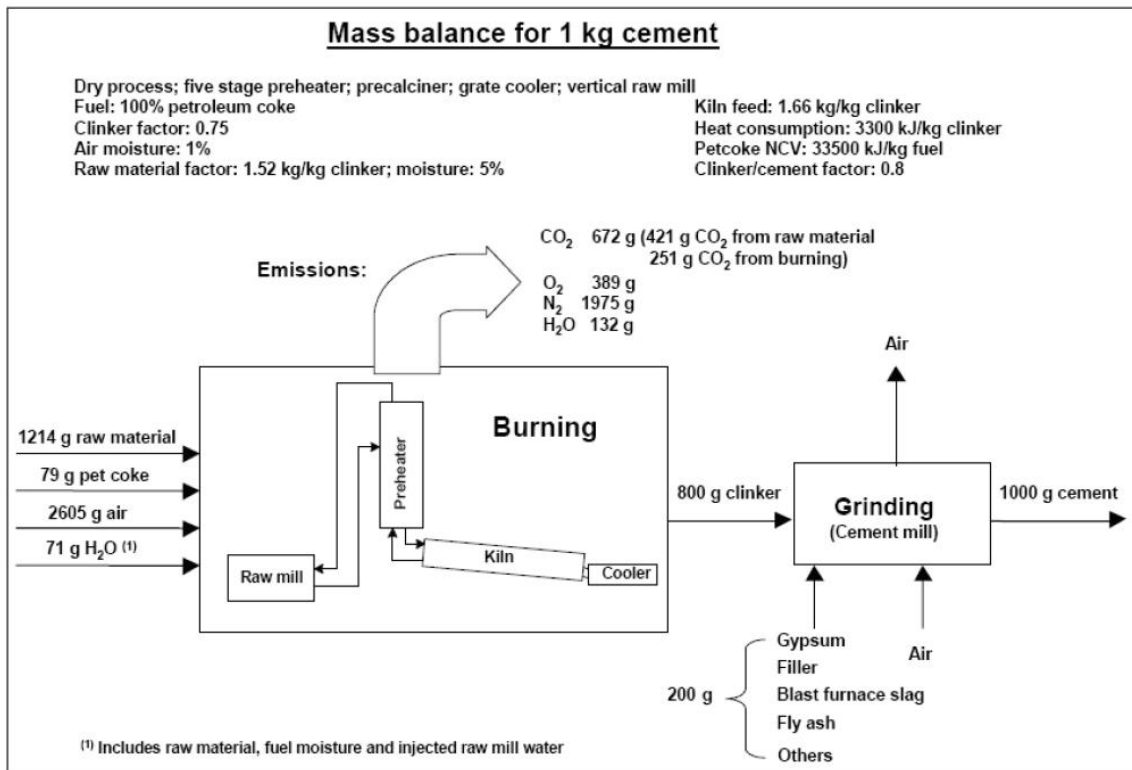 Mass balance for 1 kg cement
Dry process; five stage preheater; precalciner; grate cooler; vertical raw mill
Fuel: 100% petroleum coke
Clinker factor: 0.75
Air moisture: 1%
Raw material factor: 1.52 kg/kg clinker; moisture: 5%
Kiln feed: 1.66 kg/kg clinker
Heat consumption: 3300 kJ/kg clinker
Petcoke NCV: 33500 kJ/kg fuel
Clinker/cement factor: 0.8
Emissions:
CO₂ 672 g (421 g CO₂ from raw material
251 g CO₂ from burning)
O₂ 389 g
N₂ 1975 g
H₂O 132 g
1214 g raw material
79 g pet coke
2605 g air
71 g H₂O ⁽¹⁾
Burning
Preheater
Raw mill
Kiln
Cooler
800 g clinker
Air
Grinding
(Cement mill)
1000 g cement
200 g
Gypsum
Filler
Blast furnace slag
Fly ash
Others
Air
⁽¹⁾ Includes raw material, fuel moisture and injected raw mill water